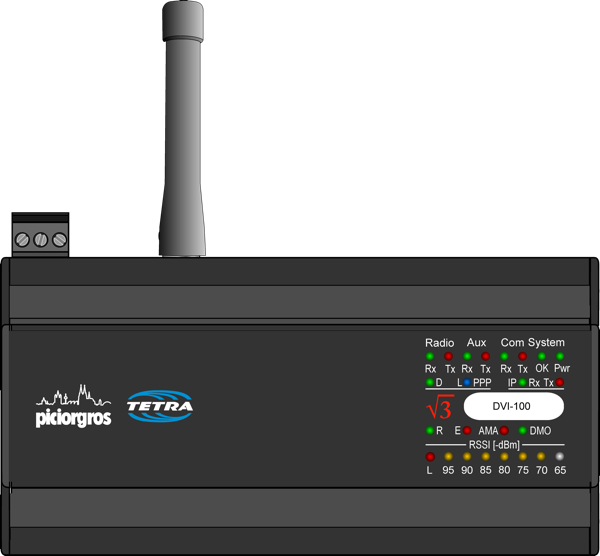 Radio Aux Com System
Rx Tx Rx Tx Rx Tx OK Pwr
D L PPP IP Rx Tx
√3 DVI-100
piciorgros TETRA
R E AMA DMO
RSSI [-dBm]
L 95 90 85 80 75 70 65